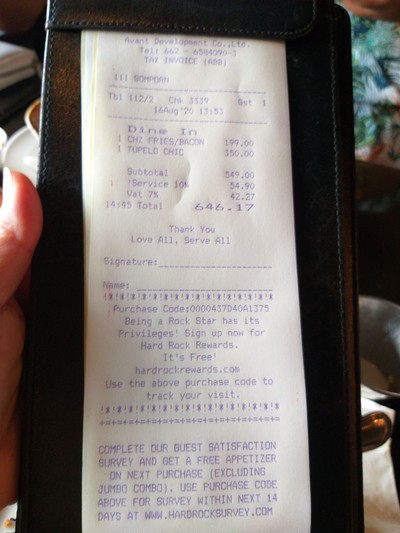 Avant Development Co.,Ltd.
Tel: 662 - 6584090-3
TAX INVOICE (ABB)
111 SOMPOAN
Tbl 112/2 Chk 3339 Gst 3
16Aug'20 13:53
Dine In
1 CHZ FRIES/BACON 199.00
1 TUPELO CHIC 350.00
Subtotal 549.00
!Service 10% 54.90
Vat 7% 42.27
14:45 Total 646.17
Thank You
Love All, Serve All
Signature:
Name:
!*!*!*!*!*!*!*!*!*!*!*!*!*!*!*!*!
Purchase Code:0000437D40A1375
Being a Rock Star has its
Privileges! Sign up now for
Hard Rock Rewards.
It's Free!
hardrockrewards.com
Use the above purchase code to
track your visit.
!*!*!*!*!*!*!*!*!*!*!*!*!*!*!*!*!
+=+=+=+=+=+=+=+=+=+=+=+=+=+=+=+=+
COMPLETE OUR GUEST SATISFACTION
SURVEY AND GET A FREE APPETIZER
ON NEXT PURCHASE (EXCLUDING
JUMBO COMBO). USE PURCHASE CODE
ABOVE FOR SURVEY WITHIN NEXT 14
DAYS AT WWW.HARDROCKSURVEY.COM